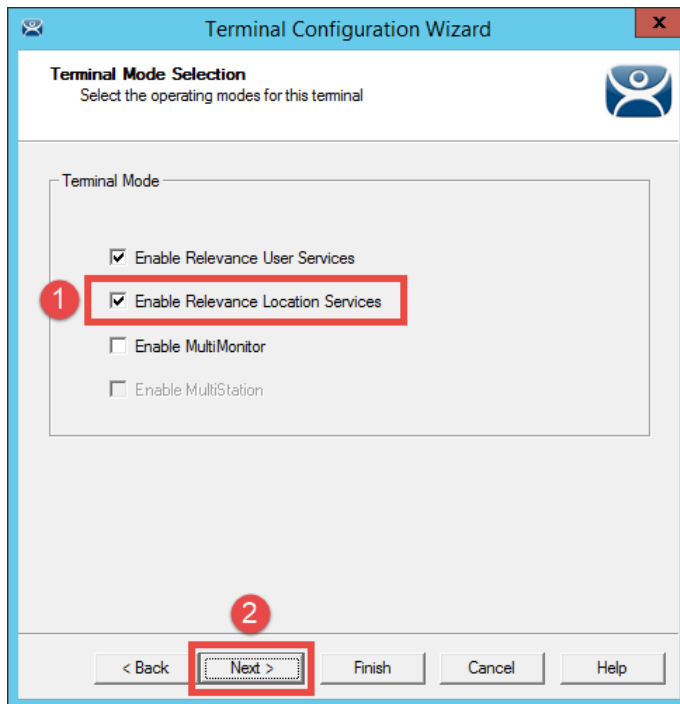 Terminal Configuration Wizard
x
Terminal Mode Selection
Select the operating modes for this terminal
Terminal Mode
Enable Relevance User Services
1
Enable Relevance Location Services
Enable MultiMonitor
Enable MultiStation
2
< Back Next > Finish Cancel Help